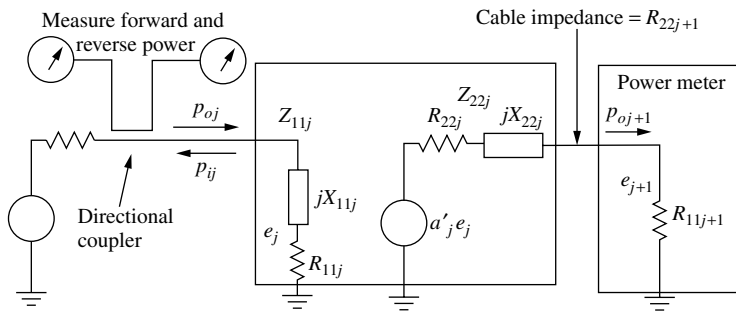 Measure forward and
reverse power
Cable impedance = R22j+1
Power meter
poj
Z11j
Z22j
R22j
jX22j
poj+1
pij
Directional
coupler
jX11j
ej
R11j
a′j ej
ej+1
R11j+1